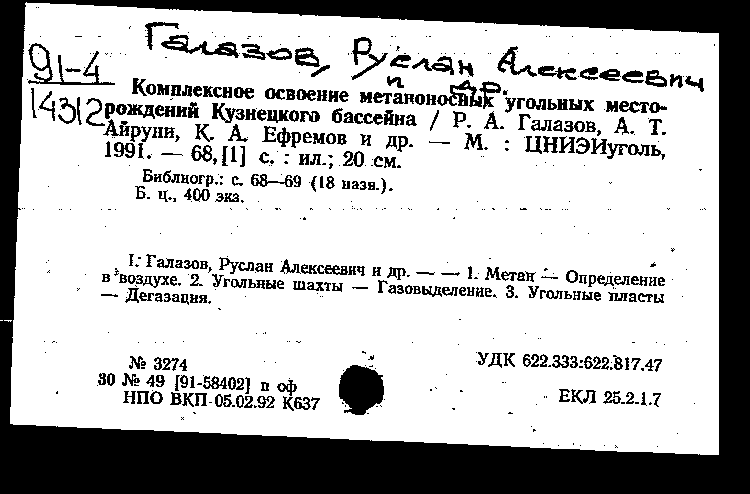 Галазов, Руслан Алексеевич
и др.
91-4
14312
Комплексное освоение метаноносных угольных место-
рождений Кузнецкого бассейна / Р. А. Галазов, А. Т.
Айруни, К. А. Ефремов и др. — М. : ЦНИЭИуголь,
1991. — 68,[1] с. : ил.; 20 см.
Библиогр.: с. 68—69 (18 назв.).
Б. ц., 400 экз.
I. Галазов, Руслан Алексеевич и др. — — 1. Метан — Определение
в воздухе. 2. Угольные шахты — Газовыделение. 3. Угольные пласты
— Дегазация.
№ 3274
30 № 49 [91-58402] п оф
НПО ВКП 05.02.92 К637
УДК 622.333:622.817.47
ЕКЛ 25.2.1.7